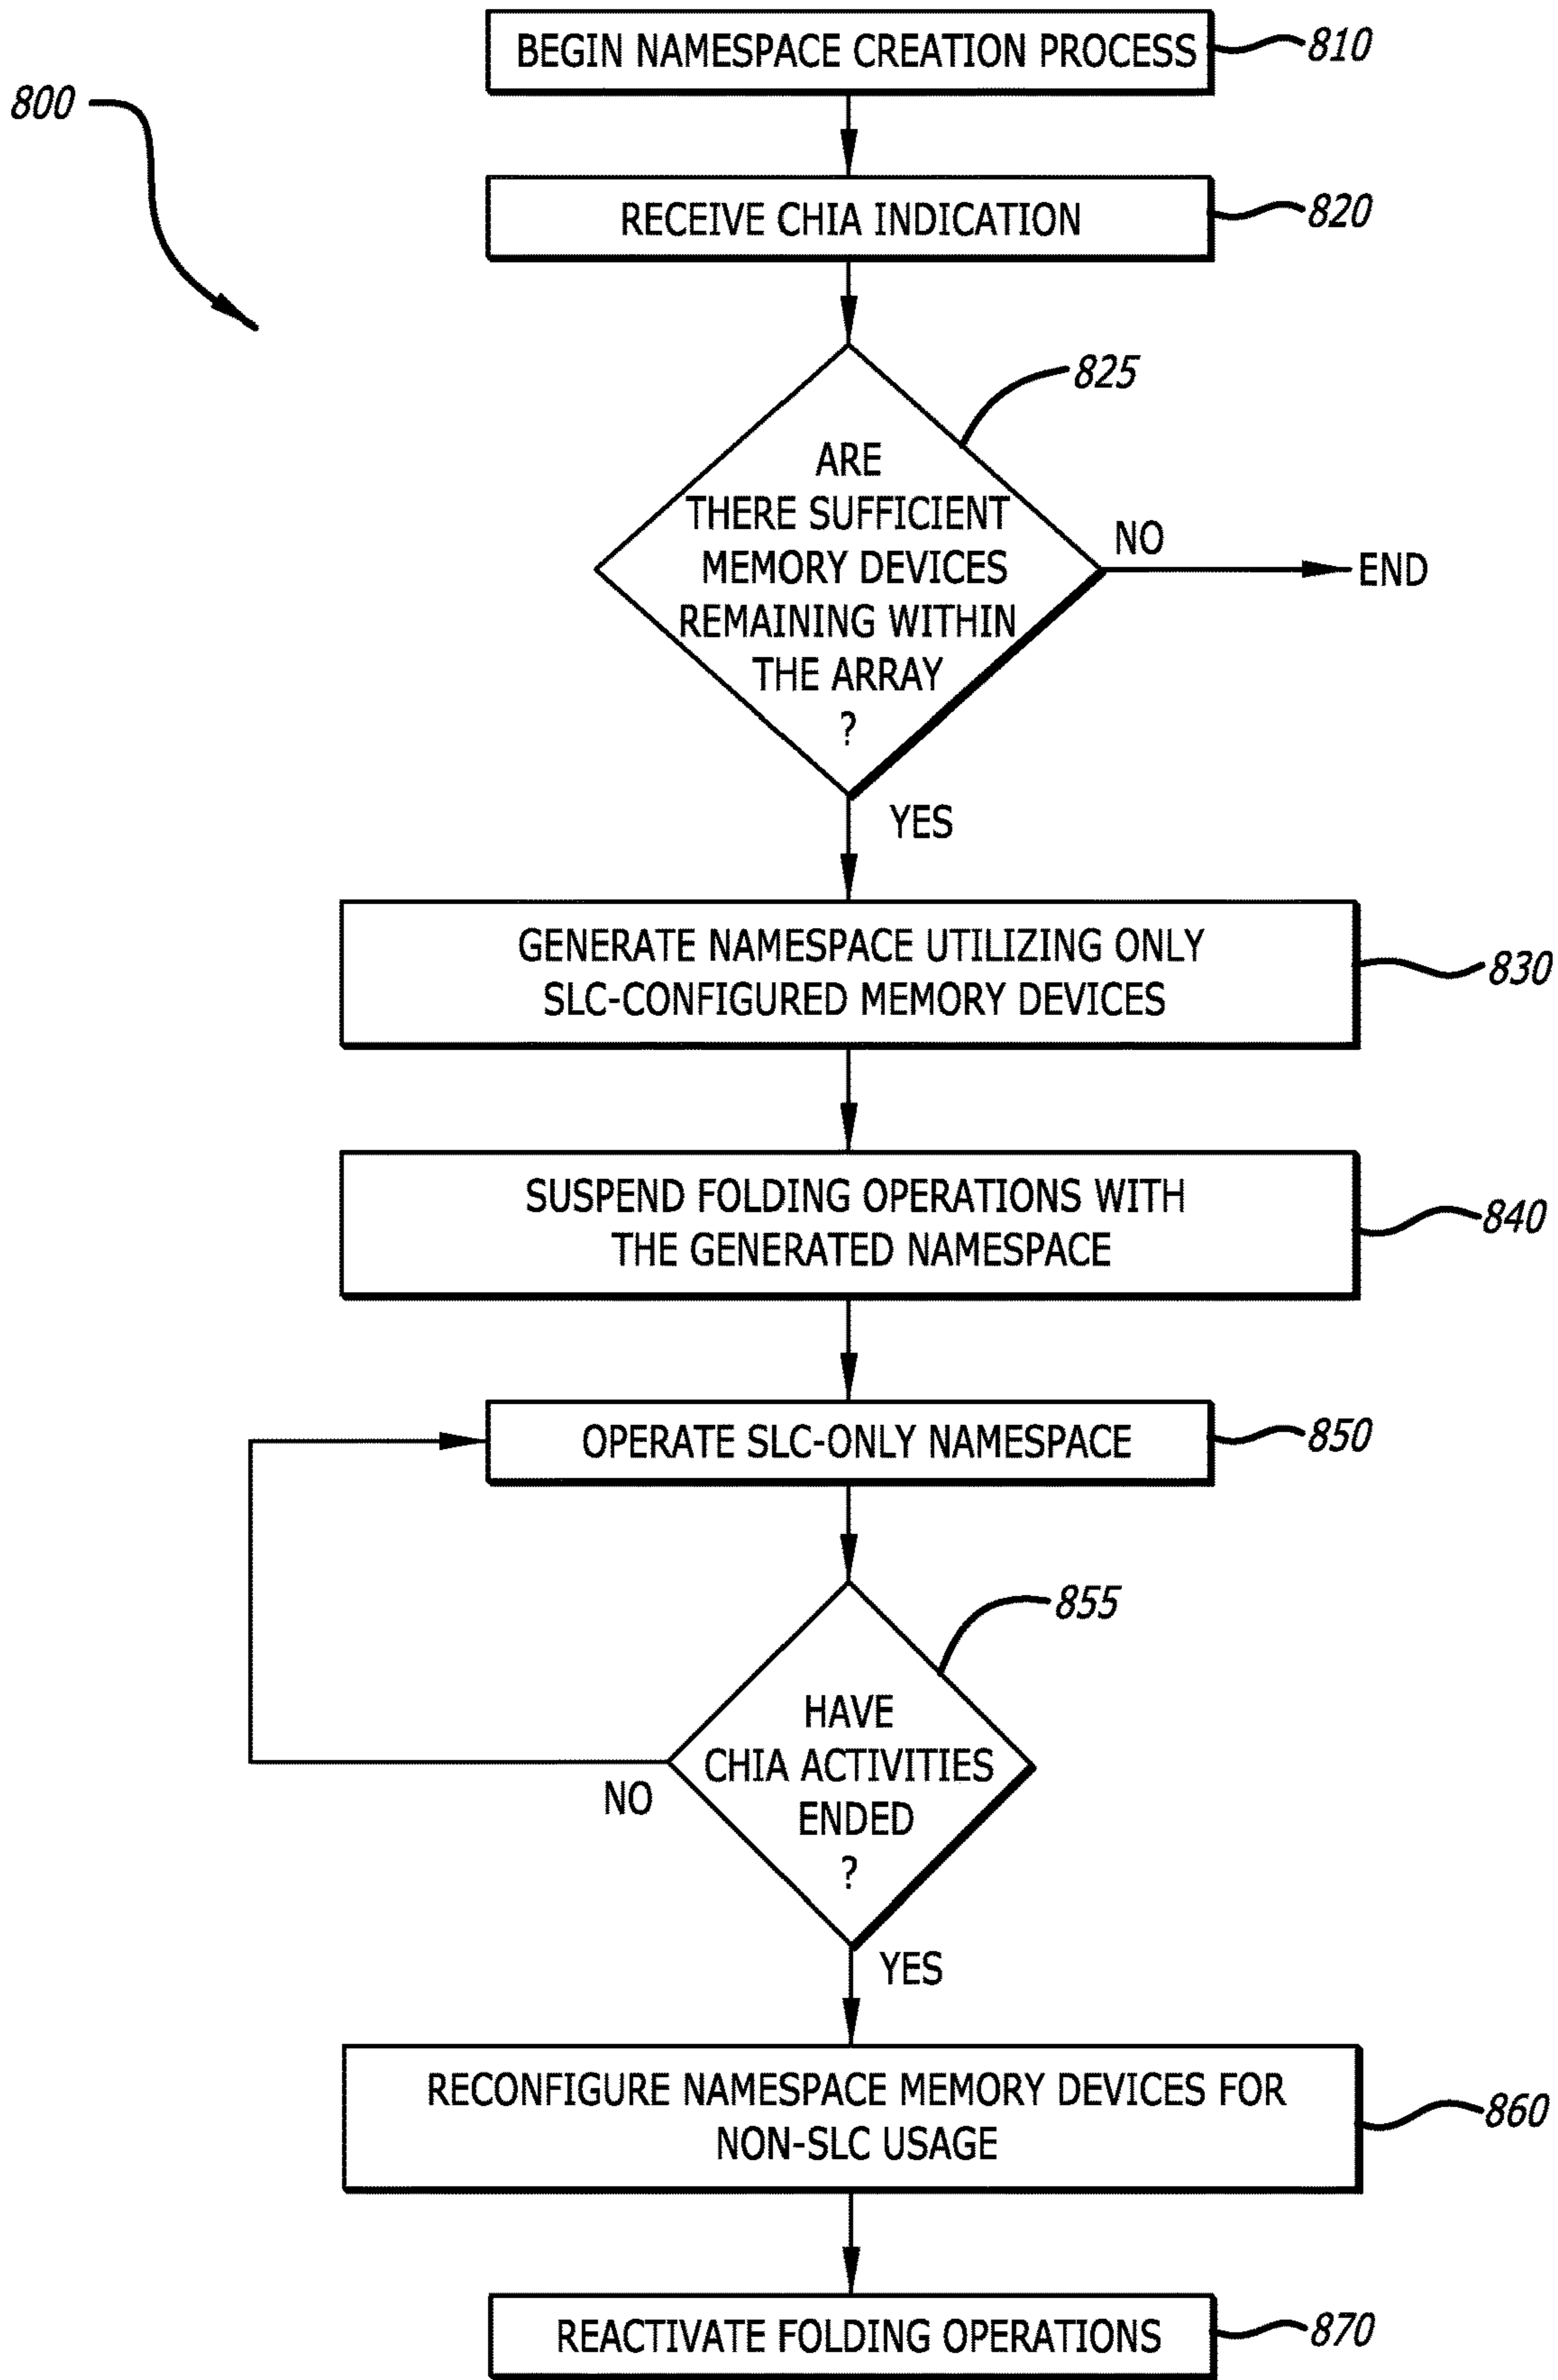 BEGIN NAMESPACE CREATION PROCESS
810
800
RECEIVE CHIA INDICATION
820
825
ARE
THERE SUFFICIENT
MEMORY DEVICES
REMAINING WITHIN
THE ARRAY
?
NO
END
YES
GENERATE NAMESPACE UTILIZING ONLY
SLC-CONFIGURED MEMORY DEVICES
830
SUSPEND FOLDING OPERATIONS WITH
THE GENERATED NAMESPACE
840
OPERATE SLC-ONLY NAMESPACE
850
855
HAVE
CHIA ACTIVITIES
ENDED
?
NO
YES
RECONFIGURE NAMESPACE MEMORY DEVICES FOR
NON-SLC USAGE
860
REACTIVATE FOLDING OPERATIONS
870